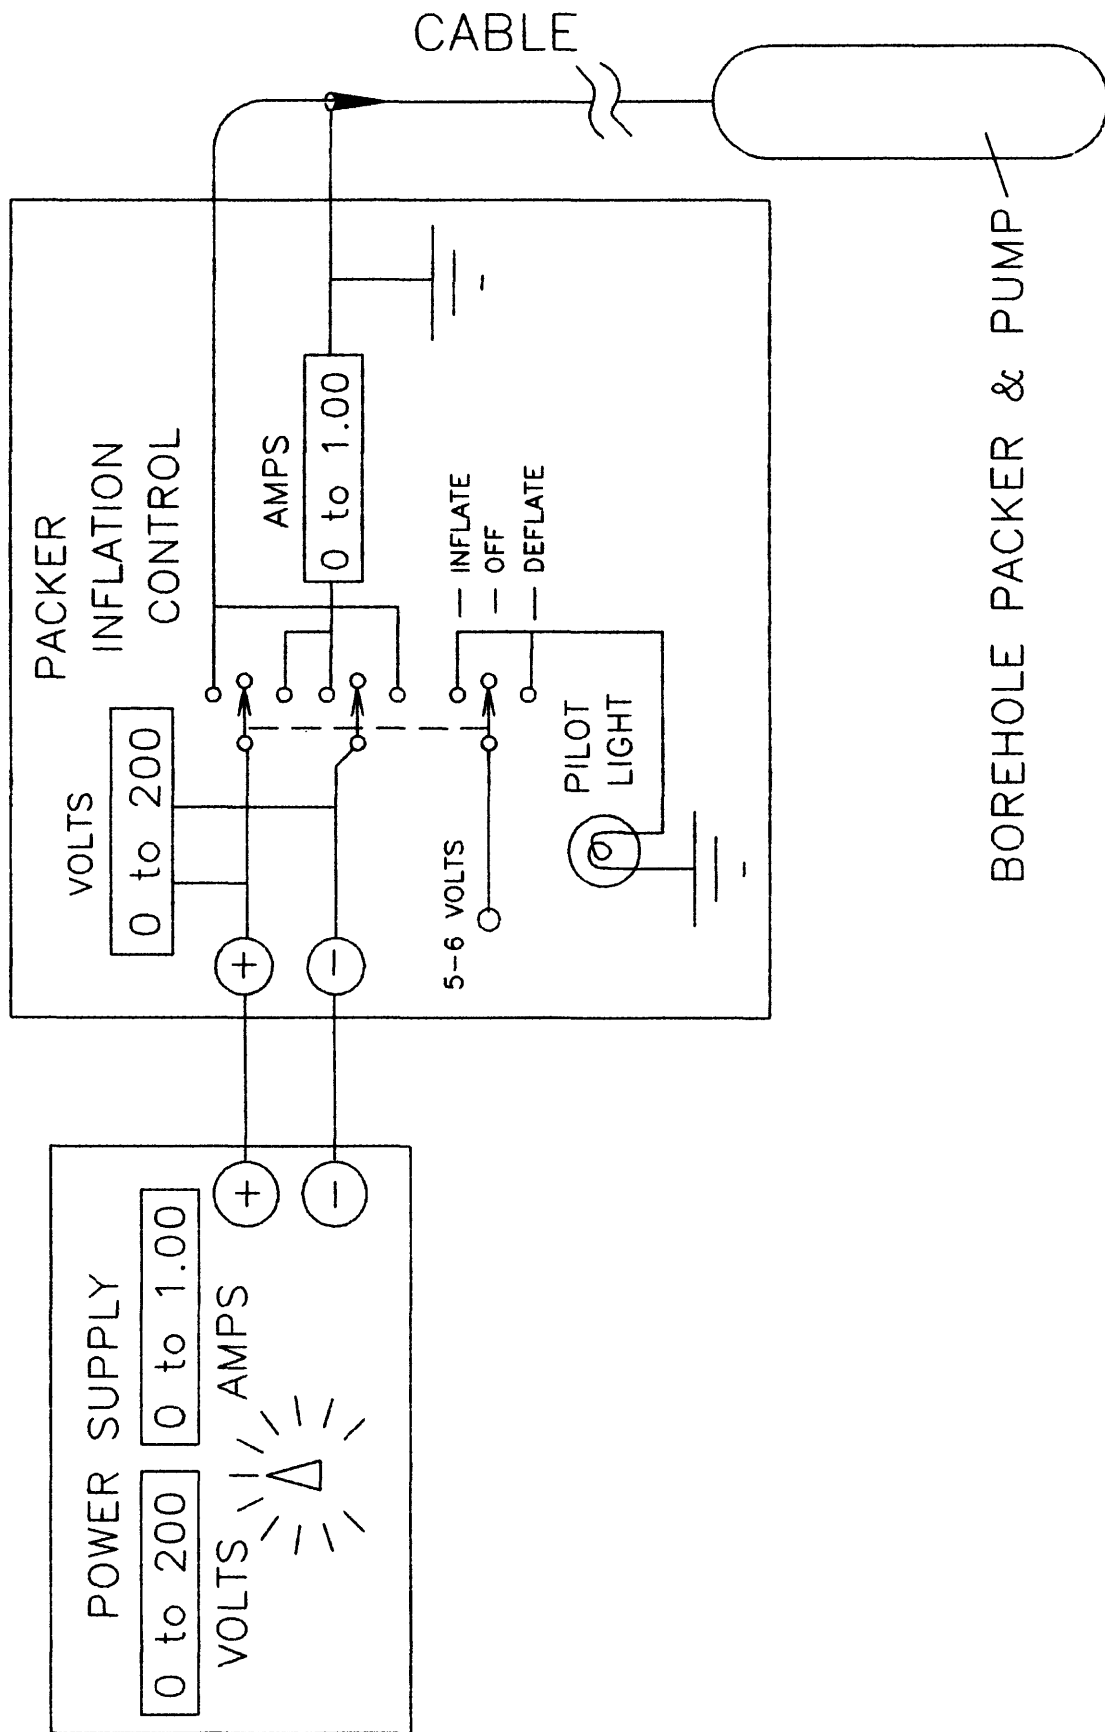 POWER SUPPLY
0 to 200
0 to 1.00
VOLTS
AMPS
+
−
PACKER
INFLATION
CONTROL
VOLTS
0 to 200
+
−
AMPS
0 to 1.00
5-6 VOLTS
INFLATE
OFF
DEFLATE
PILOT
LIGHT
-
-
CABLE
BOREHOLE PACKER & PUMP